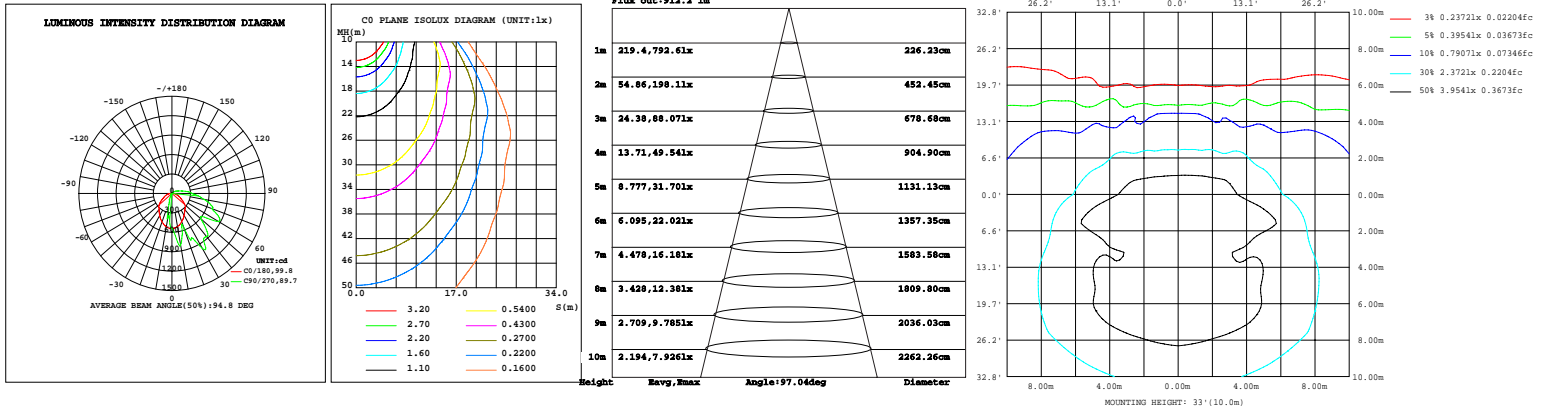 LUMINOUS INTENSITY DISTRIBUTION DIAGRAM
-/+180
-150
150
-120
120
-90
90
-60
60
-30
30
0
0
300
900
1200
1500
UNIT:cd
C0/180,99.8
C90/270,89.7
AVERAGE BEAM ANGLE(50%):94.8 DEG
C0 PLANE ISOLUX DIAGRAM (UNIT:lx)
MH(m)
10
14
18
22
26
30
34
38
42
46
50
0.0
17.0
34.0
S(m)
3.20
0.5400
2.70
0.4300
2.20
0.2700
1.60
0.2200
1.10
0.1600
Flux out:912.2 lm
1m 219.4,792.6lx 226.23cm
2m 54.86,198.1lx 452.45cm
3m 24.38,88.07lx 678.68cm
4m 13.71,49.54lx 904.90cm
5m 8.777,31.70lx 1131.13cm
6m 6.095,22.02lx 1357.35cm
7m 4.478,16.18lx 1583.58cm
8m 3.428,12.38lx 1809.80cm
9m 2.709,9.785lx 2036.03cm
10m 2.194,7.926lx 2262.26cm
Height Eavg,Emax Angle:97.04deg Diameter
26.2' 13.1' 0.0' 13.1' 26.2'
32.8' 10.00m
26.2' 8.00m
19.7' 6.00m
13.1' 4.00m
6.6' 2.00m
0.0' 0.00m
6.6' 2.00m
13.1' 4.00m
19.7' 6.00m
26.2' 8.00m
32.8' 10.00m
8.00m 4.00m 0.00m 4.00m 8.00m
MOUNTING HEIGHT: 33'(10.0m)
3% 0.2372lx 0.02204fc
5% 0.3954lx 0.03673fc
10% 0.7907lx 0.07346fc
30% 2.372lx 0.2204fc
50% 3.954lx 0.3673fc